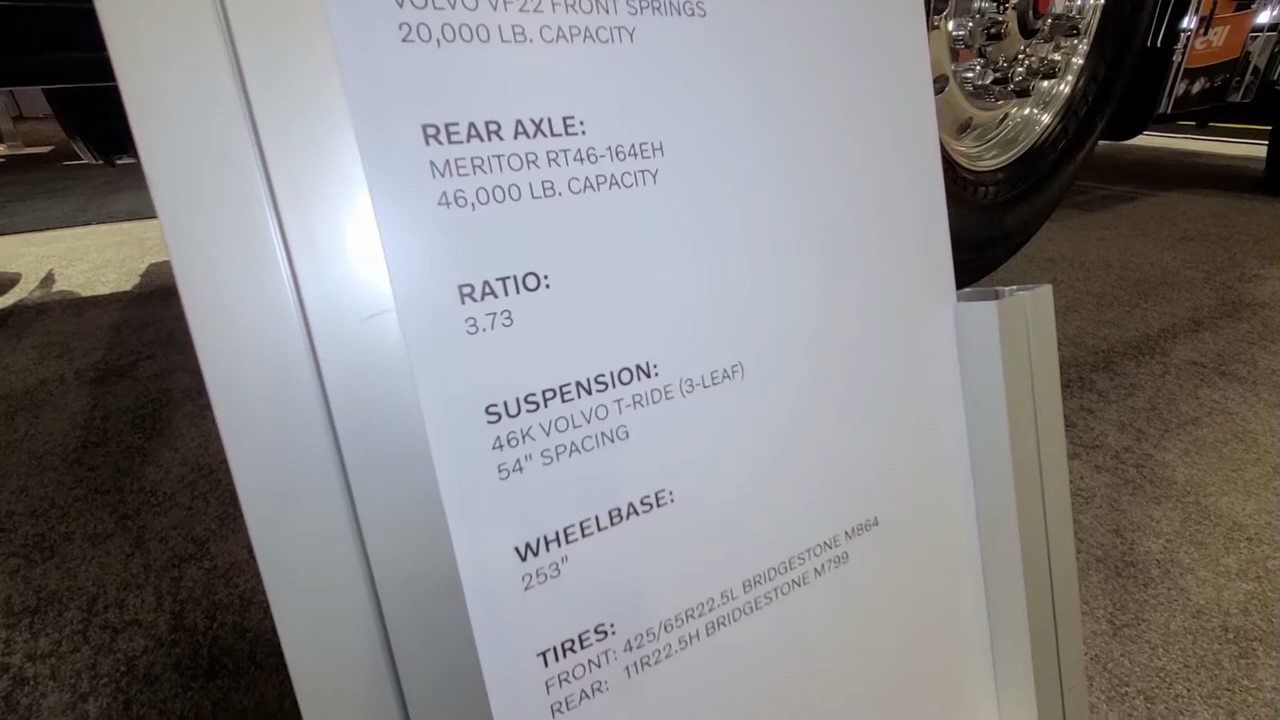 VOLVO VF22 FRONT SPRINGS
20,000 LB. CAPACITY
REAR AXLE:
MERITOR RT46-164EH
46,000 LB. CAPACITY
RATIO:
3.73
SUSPENSION:
46K VOLVO T-RIDE (3-LEAF)
54" SPACING
WHEELBASE:
253"
TIRES:
FRONT: 425/65R22.5L BRIDGESTONE M864
REAR: 11R22.5H BRIDGESTONE M799